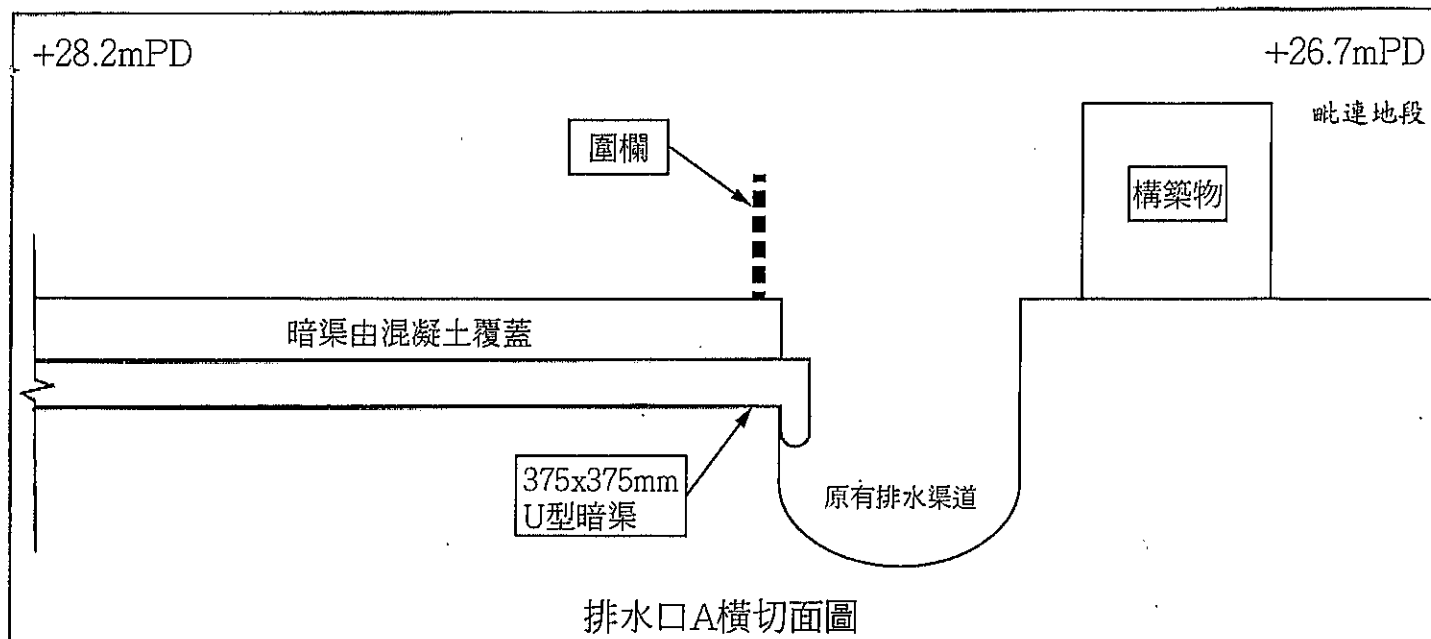 +28.2mPD
+26.7mPD
毗連地段
圍欄
構築物
暗渠由混凝土覆蓋
375x375mm
U型暗渠
原有排水渠道
排水口A橫切面圖